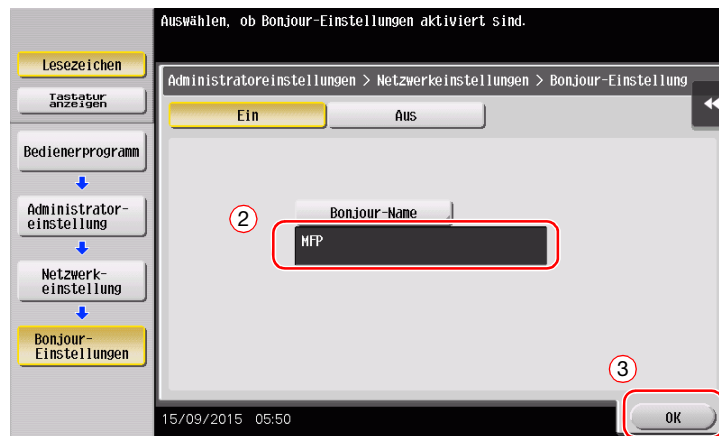 Auswählen, ob Bonjour-Einstellungen aktiviert sind.
Lesezeichen
Tastatur
anzeigen
Bedienerprogramm
Administrator-
einstellung
Netzwerk-
einstellung
Bonjour-
Einstellungen
Administratoreinstellungen > Netzwerkeinstellungen > Bonjour-Einstellung
Ein
Aus
2
Bonjour-Name
MFP
3
15/09/2015 05:50
OK